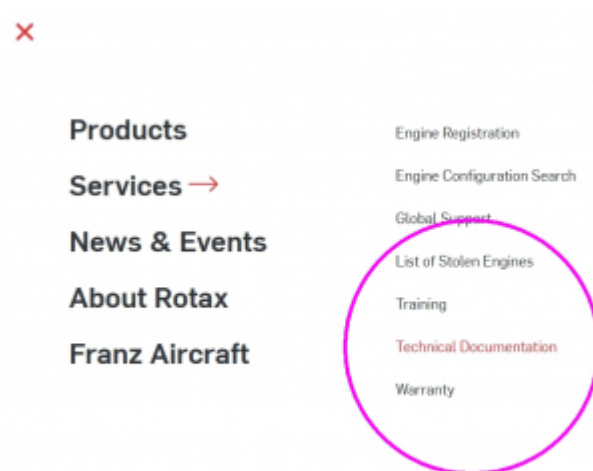 Products
Services →
News & Events
About Rotax
Franz Aircraft
Engine Registration
Engine Configuration Search
Global Support
List of Stolen Engines
Training
Technical Documentation
Warranty